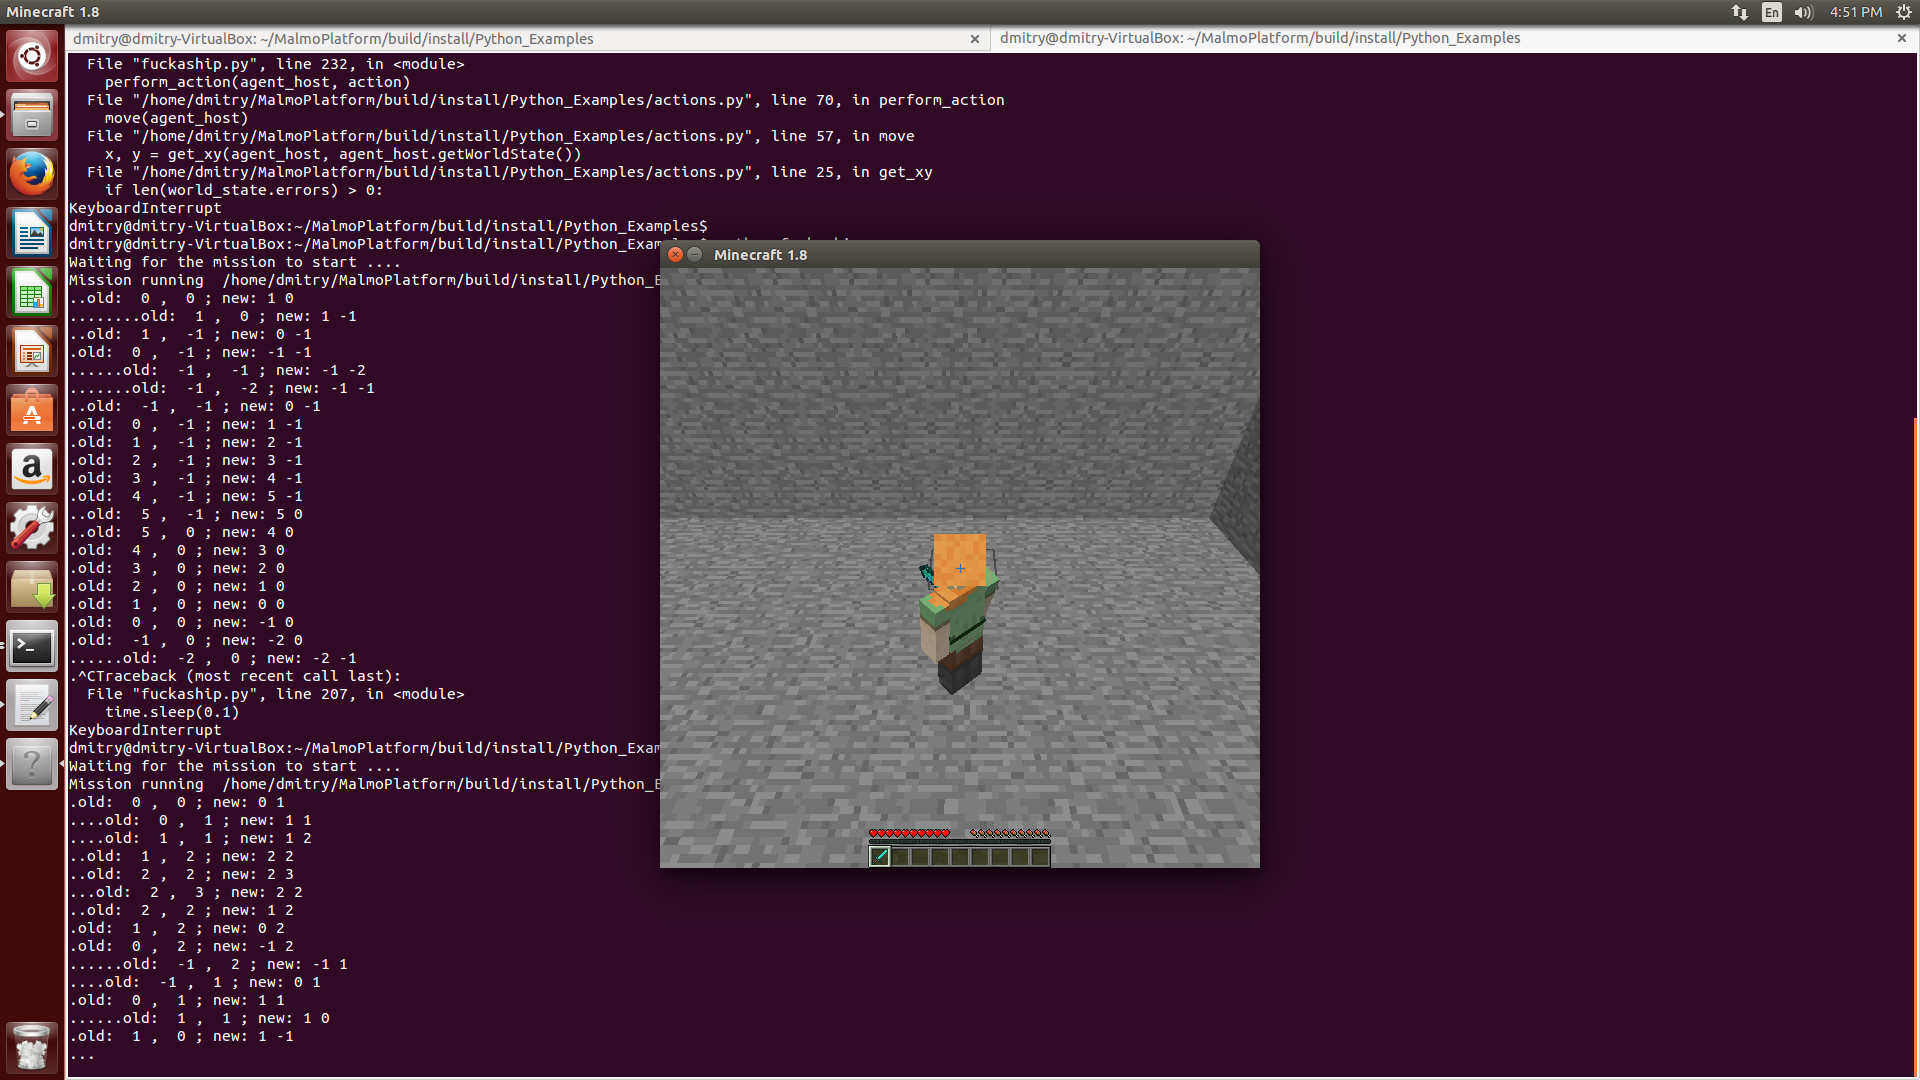 Minecraft 1.8
En
4:51 PM
dmitry@dmitry-VirtualBox: ~/MalmoPlatform/build/install/Python_Examples
dmitry@dmitry-VirtualBox: ~/MalmoPlatform/build/install/Python_Examples
File "fuckaship.py", line 232, in <module>
perform_action(agent_host, action)
File "/home/dmitry/MalmoPlatform/build/install/Python_Examples/actions.py", line 70, in perform_action
move(agent_host)
File "/home/dmitry/MalmoPlatform/build/install/Python_Examples/actions.py", line 57, in move
x, y = get_xy(agent_host, agent_host.getWorldState())
File "/home/dmitry/MalmoPlatform/build/install/Python_Examples/actions.py", line 25, in get_xy
if len(world_state.errors) > 0:
KeyboardInterrupt
dmitry@dmitry-VirtualBox:~/MalmoPlatform/build/install/Python_Examples$
dmitry@dmitry-VirtualBox:~/MalmoPlatform/build/install/Python_Exam
Waiting for the mission to start ....
Mission running  /home/dmitry/MalmoPlatform/build/install/Python_E
..old:  0 ,  0 ; new: 1 0
........old:  1 ,  0 ; new: 1 -1
..old:  1 ,  -1 ; new: 0 -1
.old:  0 ,  -1 ; new: -1 -1
......old:  -1 ,  -1 ; new: -1 -2
.......old:  -1 ,  -2 ; new: -1 -1
..old:  -1 ,  -1 ; new: 0 -1
.old:  0 ,  -1 ; new: 1 -1
.old:  1 ,  -1 ; new: 2 -1
.old:  2 ,  -1 ; new: 3 -1
.old:  3 ,  -1 ; new: 4 -1
.old:  4 ,  -1 ; new: 5 -1
..old:  5 ,  -1 ; new: 5 0
..old:  5 ,  0 ; new: 4 0
.old:  4 ,  0 ; new: 3 0
.old:  3 ,  0 ; new: 2 0
.old:  2 ,  0 ; new: 1 0
.old:  1 ,  0 ; new: 0 0
.old:  0 ,  0 ; new: -1 0
.old:  -1 ,  0 ; new: -2 0
......old:  -2 ,  0 ; new: -2 -1
.^CTraceback (most recent call last):
File "fuckaship.py", line 207, in <module>
time.sleep(0.1)
KeyboardInterrupt
dmitry@dmitry-VirtualBox:~/MalmoPlatform/build/install/Python_Exam
Waiting for the mission to start ....
Mission running  /home/dmitry/MalmoPlatform/build/install/Python_E
.old:  0 ,  0 ; new: 0 1
....old:  0 ,  1 ; new: 1 1
....old:  1 ,  1 ; new: 1 2
..old:  1 ,  2 ; new: 2 2
..old:  2 ,  2 ; new: 2 3
...old:  2 ,  3 ; new: 2 2
..old:  2 ,  2 ; new: 1 2
.old:  1 ,  2 ; new: 0 2
.old:  0 ,  2 ; new: -1 2
......old:  -1 ,  2 ; new: -1 1
....old:  -1 ,  1 ; new: 0 1
.old:  0 ,  1 ; new: 1 1
......old:  1 ,  1 ; new: 1 0
.old:  1 ,  0 ; new: 1 -1
...
Minecraft 1.8